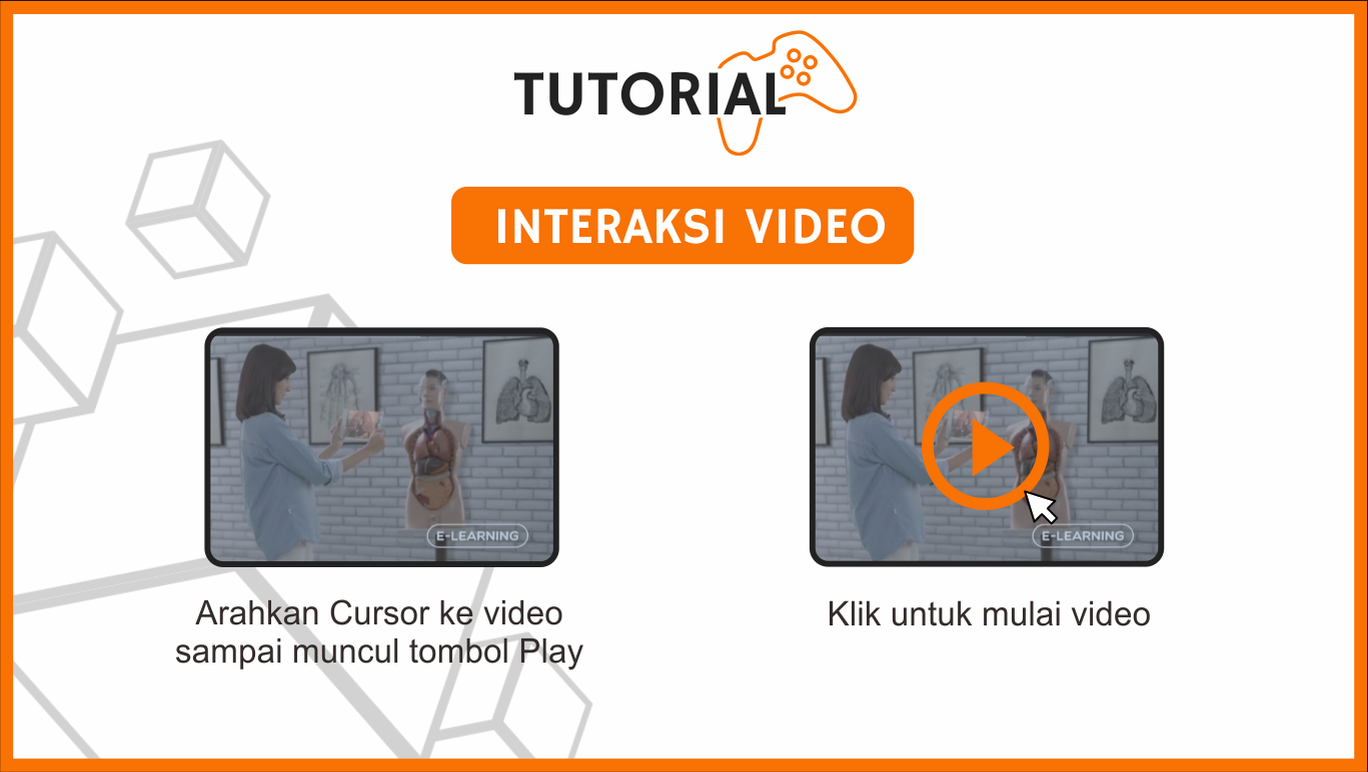 TUTORIAL
INTERAKSI VIDEO
E-LEARNING
E-LEARNING
Arahkan Cursor ke video
sampai muncul tombol Play
Klik untuk mulai video